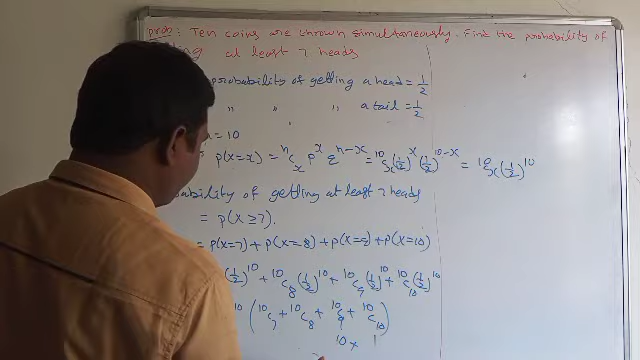 prob: Ten coins are thrown simultaneously. Find the probability of
getting at least 7 heads
probability of getting a head = 1/2
" " " a tail = 1/2
n = 10
P(X=x) = ⁿCₓ pˣ qⁿ⁻ˣ = ¹⁰Cₓ (1/2)ˣ (1/2)¹⁰⁻ˣ = ¹⁰Cₓ (1/2)¹⁰
probability of getting at least 7 heads
= P(X ≥ 7).
= P(X=7) + P(X=8) + P(X=9) + P(X=10)
(1/2)¹⁰ + ¹⁰C₈ (1/2)¹⁰ + ¹⁰C₉ (1/2)¹⁰ + ¹⁰C₁₀ (1/2)¹⁰
10 (¹⁰C₇ + ¹⁰C₈ + ¹⁰C₉ + ¹⁰C₁₀)
10 x 1